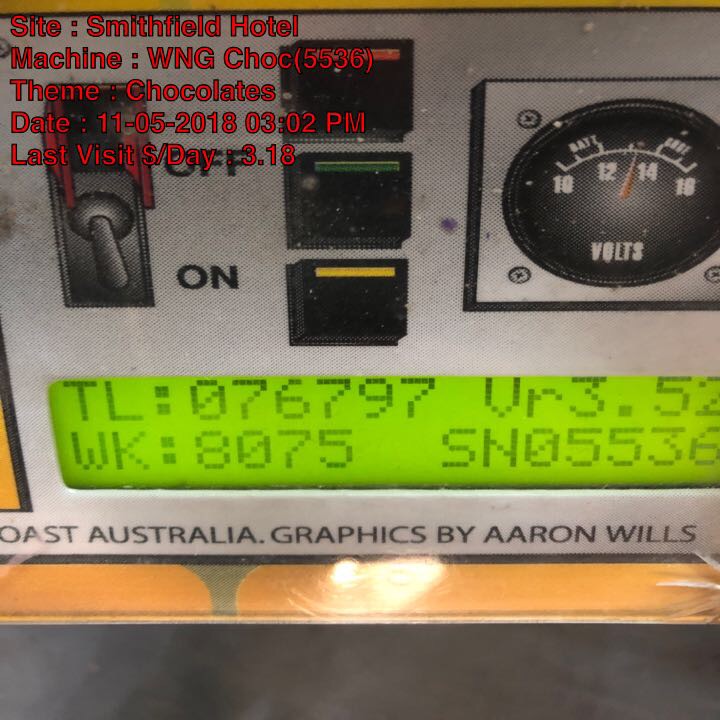 Site : Smithfield Hotel
Machine : WNG Choc(5536)
Theme : Chocolates
Date : 11-05-2018 03:02 PM
Last Visit $/Day : 3.18
OFF
ON
BATT
10 12 14 16
VOLTS
TL:076797 Vr3.52
WK:8075 SN05536
OAST AUSTRALIA. GRAPHICS BY AARON WILLS